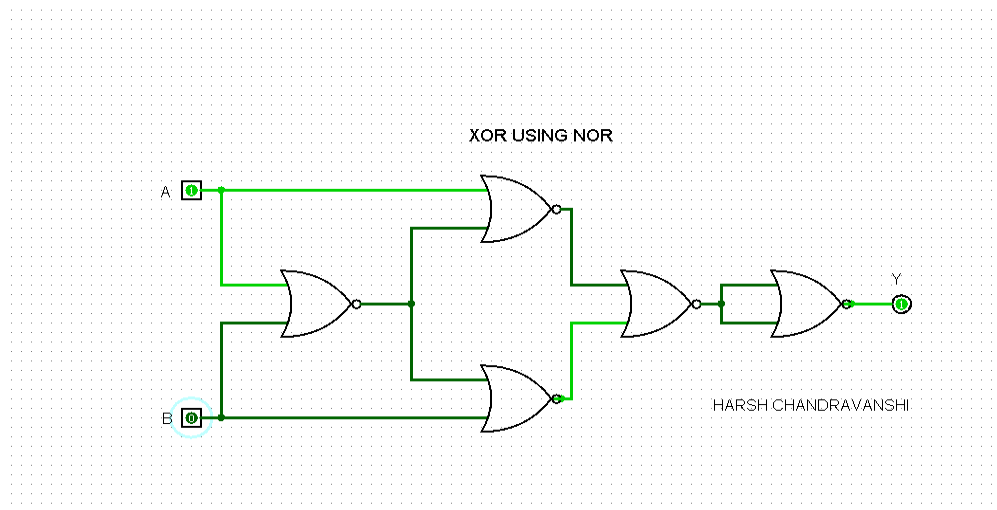 XOR USING NOR
A 1
Y
1
B 0
HARSH CHANDRAVANSHI